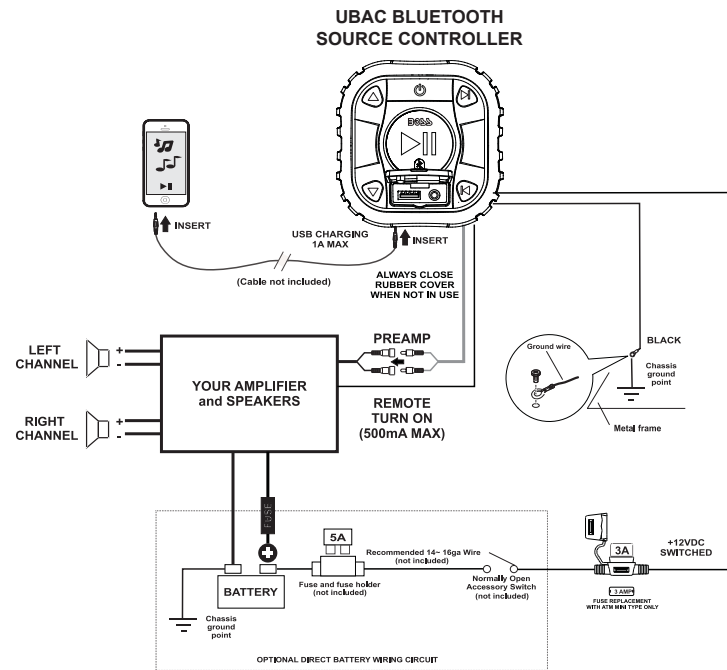 UBAC BLUETOOTH
SOURCE CONTROLLER
BOSS
INSERT
USB CHARGING
1A MAX
INSERT
(Cable not included)
ALWAYS CLOSE
RUBBER COVER
WHEN NOT IN USE
LEFT
CHANNEL
+
-
YOUR AMPLIFIER
and SPEAKERS
PREAMP
REMOTE
TURN ON
(500mA MAX)
RIGHT
CHANNEL
+
-
BLACK
Ground wire
Chassis
ground
point
Metal frame
FUSE
5A
Recommended 14~ 16ga Wire
(not included)
3A
+12VDC
SWITCHED
BATTERY
Fuse and fuse holder
(not included)
Normally Open
Accessory Switch
(not included)
3 AMP
FUSE REPLACEMENT
WITH ATM MINI TYPE ONLY
Chassis
ground
point
OPTIONAL DIRECT BATTERY WIRING CIRCUIT